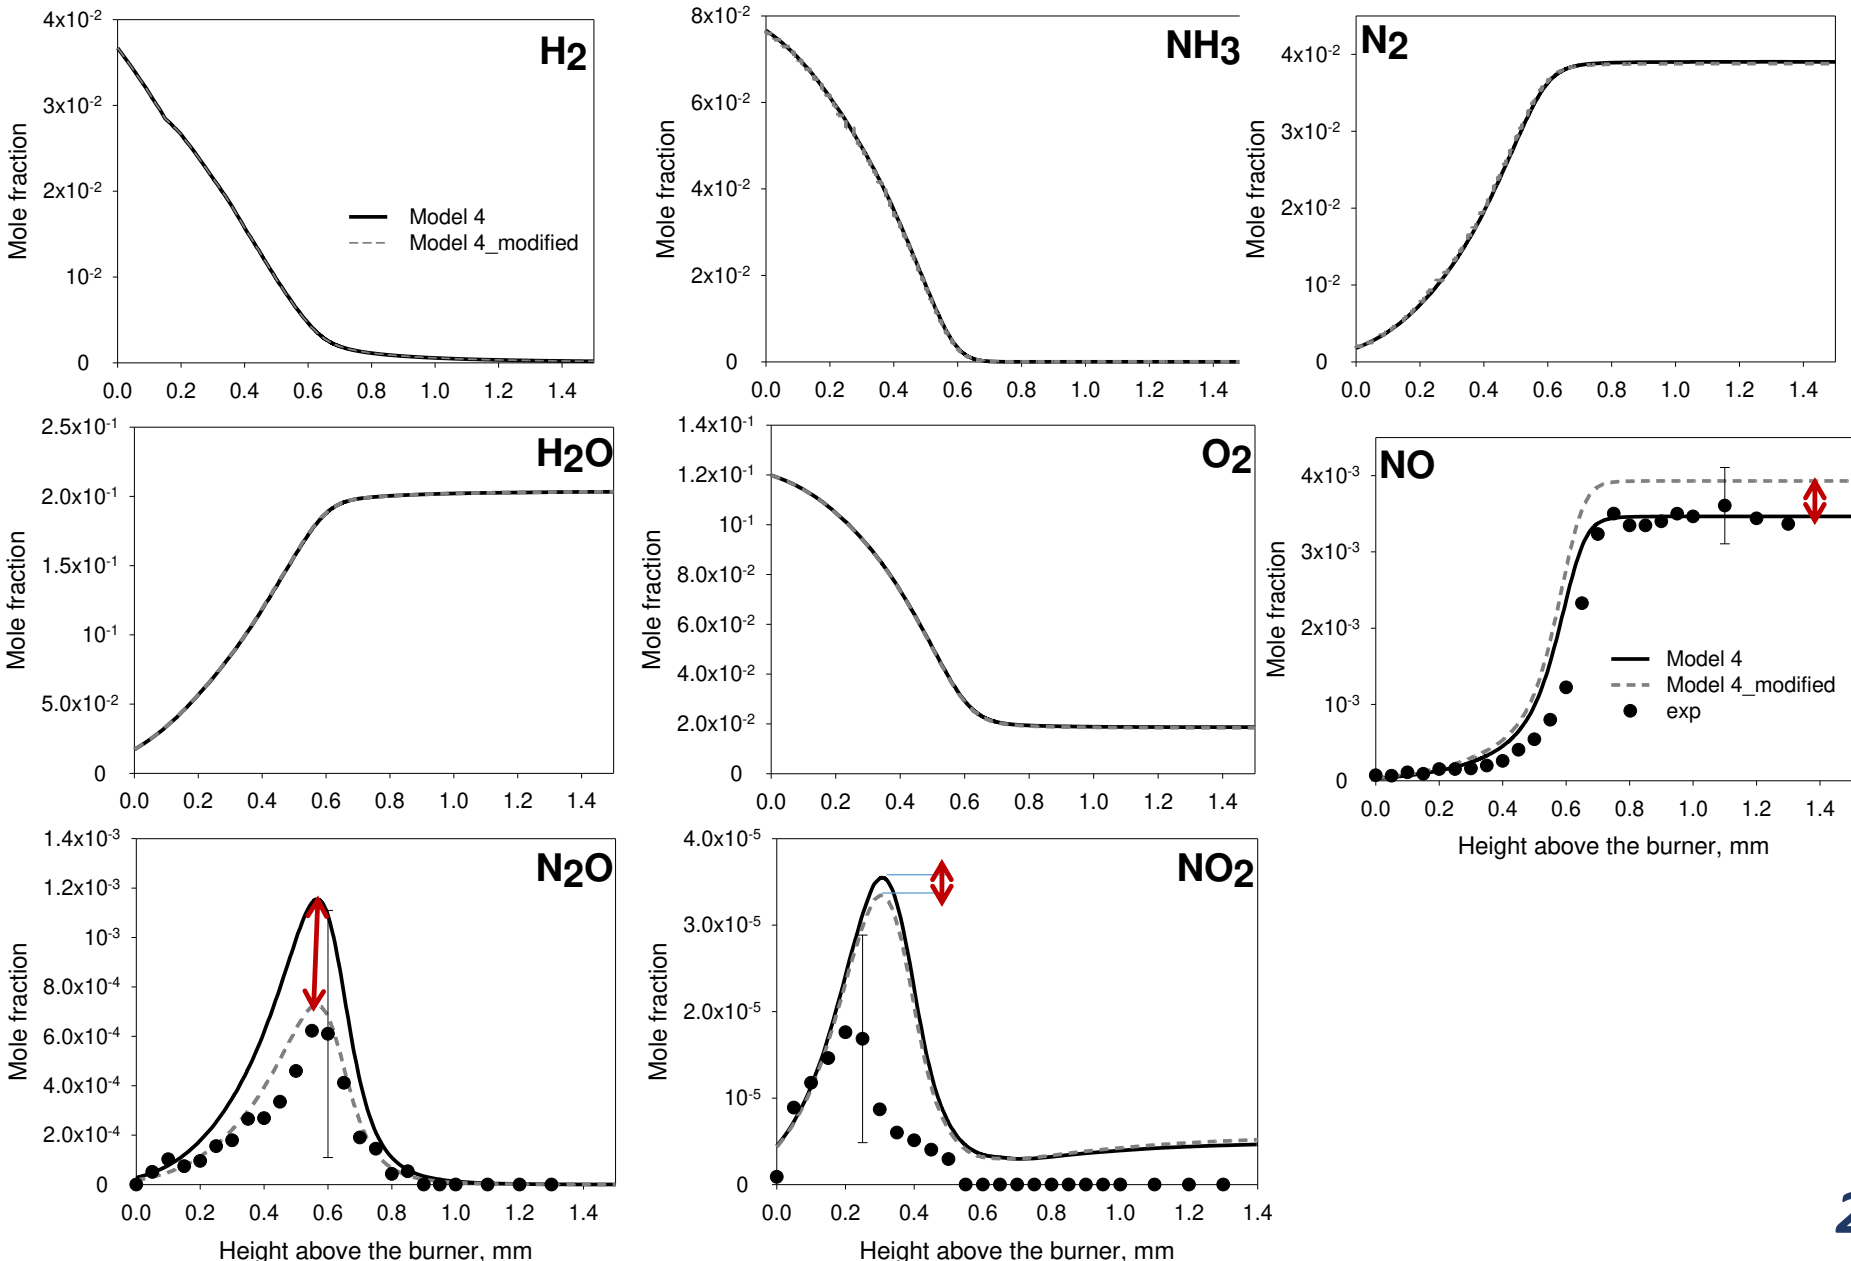 H2
Mole fraction
4x10-2
3x10-2
2x10-2
10-2
0
Model 4
Model 4_modified
0.0 0.2 0.4 0.6 0.8 1.0 1.2 1.4
NH3
Mole fraction
8x10-2
6x10-2
4x10-2
2x10-2
0
0.0 0.2 0.4 0.6 0.8 1.0 1.2 1.4
N2
Mole fraction
4x10-2
3x10-2
2x10-2
10-2
0
0.0 0.2 0.4 0.6 0.8 1.0 1.2 1.4
H2O
Mole fraction
2.5x10-1
2.0x10-1
1.5x10-1
10-1
5.0x10-2
0
0.0 0.2 0.4 0.6 0.8 1.0 1.2 1.4
O2
Mole fraction
1.4x10-1
1.2x10-1
10-1
8.0x10-2
6.0x10-2
4.0x10-2
2.0x10-2
0
0.0 0.2 0.4 0.6 0.8 1.0 1.2 1.4
NO
Mole fraction
4x10-3
3x10-3
2x10-3
10-3
0
Model 4
Model 4_modified
exp
0.0 0.2 0.4 0.6 0.8 1.0 1.2 1.4
Height above the burner, mm
N2O
Mole fraction
1.4x10-3
1.2x10-3
10-3
8.0x10-4
6.0x10-4
4.0x10-4
2.0x10-4
0
0.0 0.2 0.4 0.6 0.8 1.0 1.2 1.4
Height above the burner, mm
NO2
Mole fraction
4.0x10-5
3.0x10-5
2.0x10-5
10-5
0
0.0 0.2 0.4 0.6 0.8 1.0 1.2 1.4
Height above the burner, mm